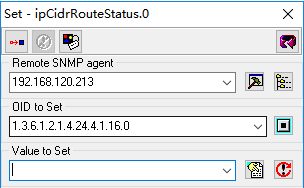 Set - ipCidrRouteStatus.0
Remote SNMP agent
192.168.120.213
OID to Set
1.3.6.1.2.1.4.24.4.1.16.0
Value to Set